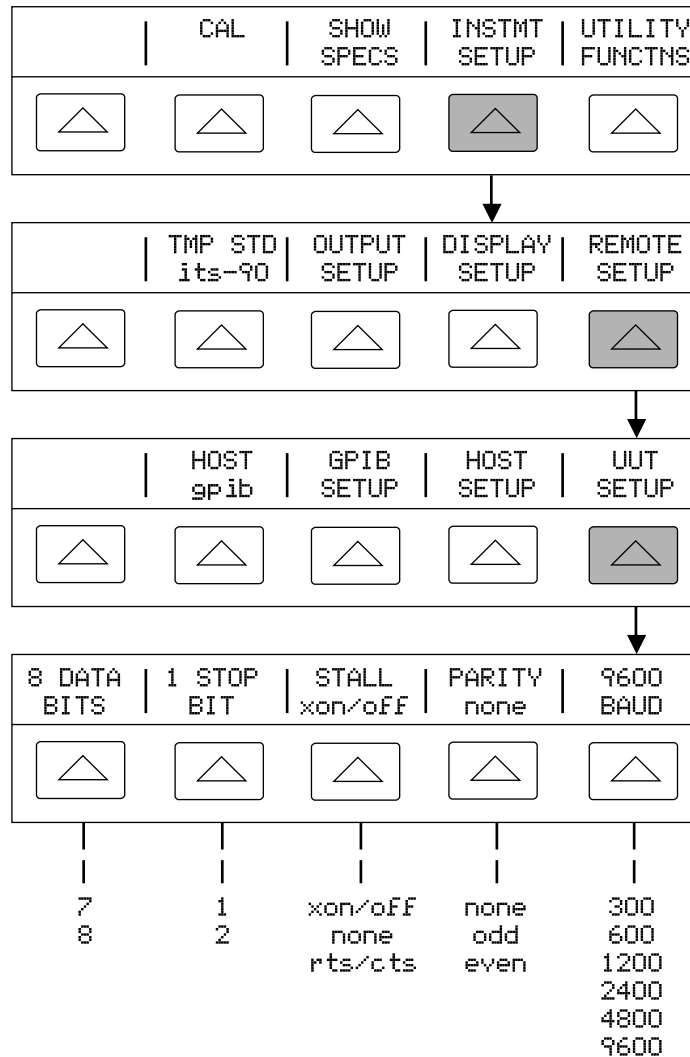 CAL | SHOW | INSTMT | UTILITY
SPECS | SETUP | FUNCTNS
TMP STD | OUTPUT | DISPLAY | REMOTE
its-90 | SETUP | SETUP | SETUP
HOST | GPIB | HOST | UUT
gpib | SETUP | SETUP | SETUP
8 DATA | 1 STOP | STALL | PARITY | 9600
BITS | BIT | xon/off | none | BAUD
7 1 xon/off none 300
8 2 none odd 600
rts/cts even 1200
2400
4800
9600